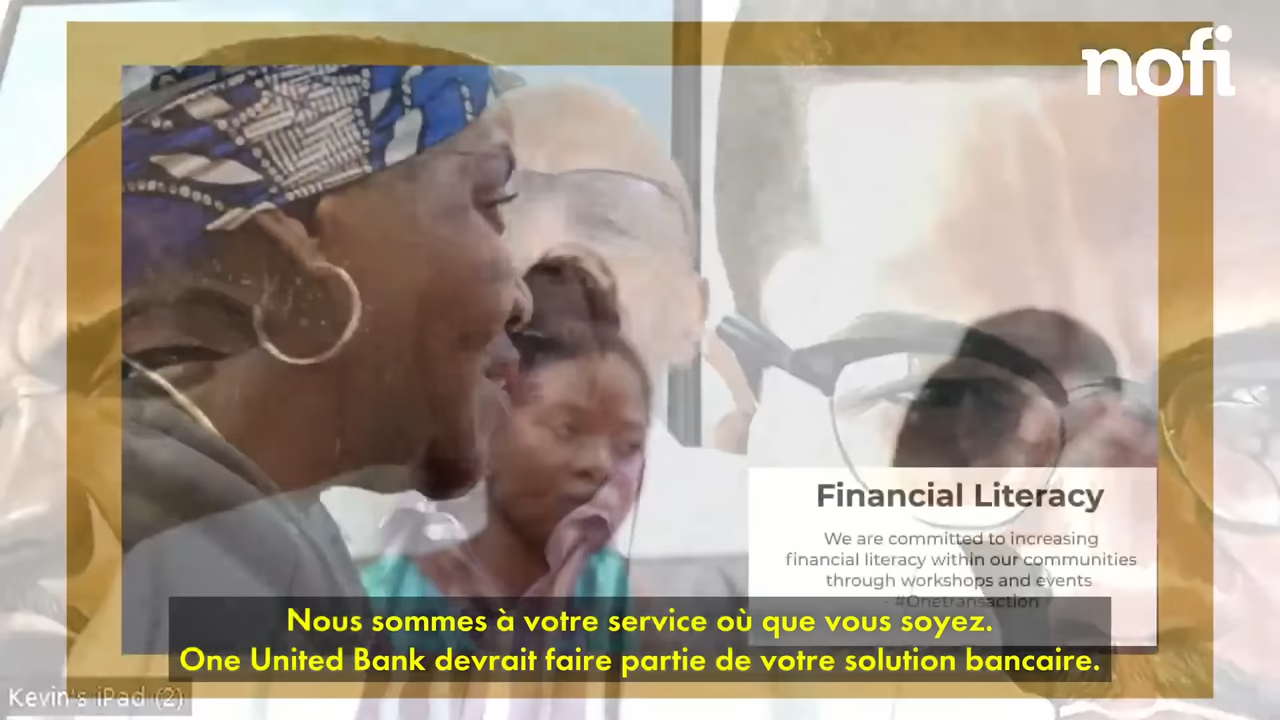 nofi
Financial Literacy
We are committed to increasing
financial literacy within our communities
through workshops and events
- #Onetransaction
Nous sommes à votre service où que vous soyez.
One United Bank devrait faire partie de votre solution bancaire.
Kevin's iPad (2)